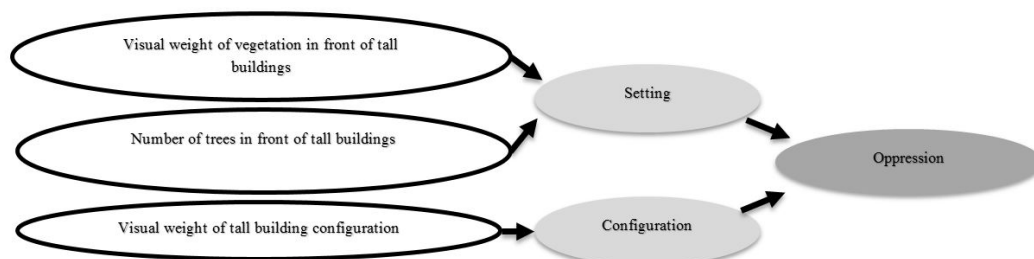 Visual weight of vegetation in front of tall
buildings
Setting
Number of trees in front of tall buildings
Oppression
Visual weight of tall building configuration
Configuration